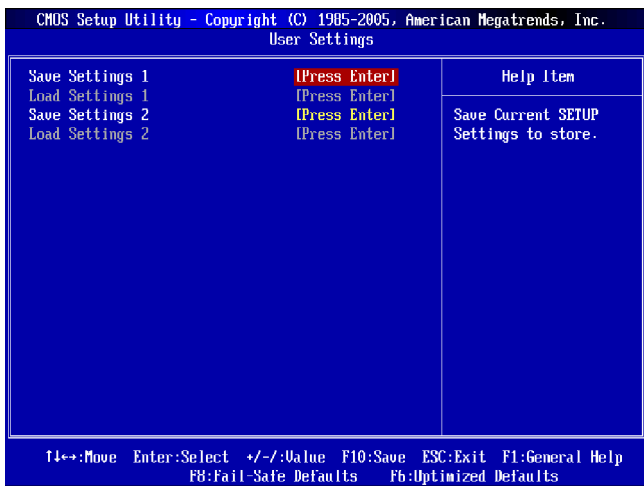 CMOS Setup Utility - Copyright (C) 1985-2005, American Megatrends, Inc.
User Settings
Save Settings 1 [Press Enter]
Load Settings 1 [Press Enter]
Save Settings 2 [Press Enter]
Load Settings 2 [Press Enter]
Help Item
Save Current SETUP
Settings to store.
↑↓←→:Move Enter:Select +/-/:Value F10:Save ESC:Exit F1:General Help
F8:Fail-Safe Defaults F6:Optimized Defaults